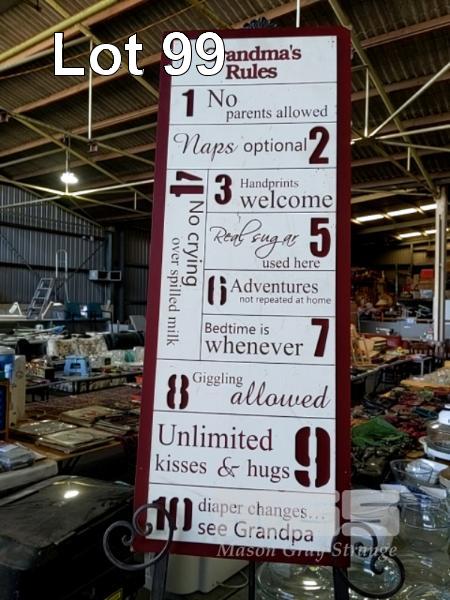 Lot 99
Grandma's
Rules
1 No
parents allowed
Naps optional 2
3 Handprints
welcome
4 No crying
over spilled milk
Real sugar 5
used here
6 Adventures
not repeated at home
Bedtime is 7
whenever
8 Giggling
allowed
Unlimited 9
kisses & hugs
10 diaper changes...
see Grandpa
Mason Gray Strange